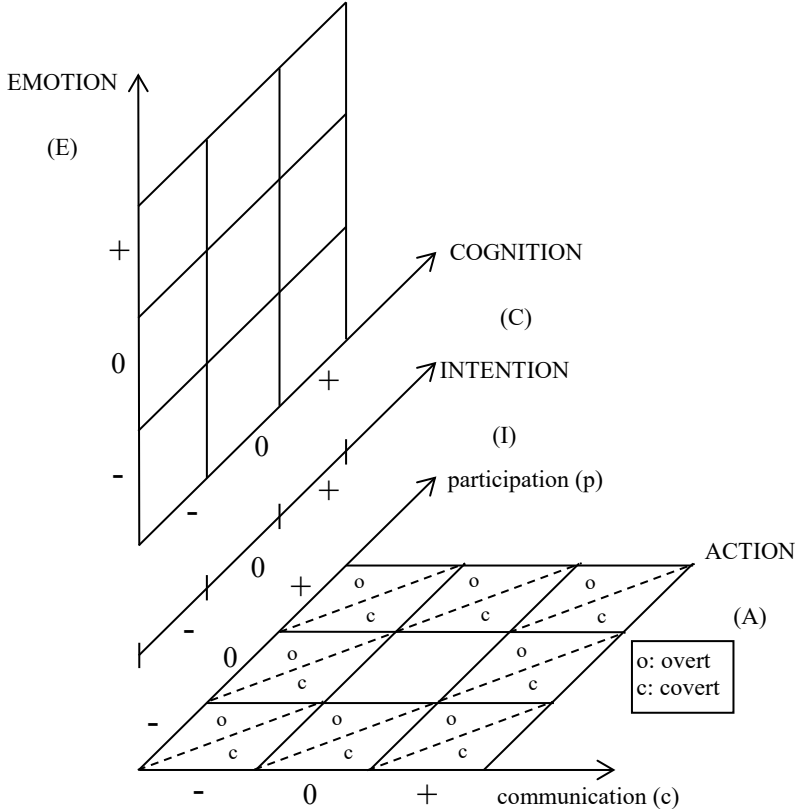 EMOTION
(E)
+
0
-
COGNITION
(C)
+
0
-
INTENTION
(I)
+
0
-
participation (p)
+
0
-
ACTION
(A)
o o o
c c c
o o
c c
o o o
c c c
o: overt
c: covert
- 0 + communication (c)